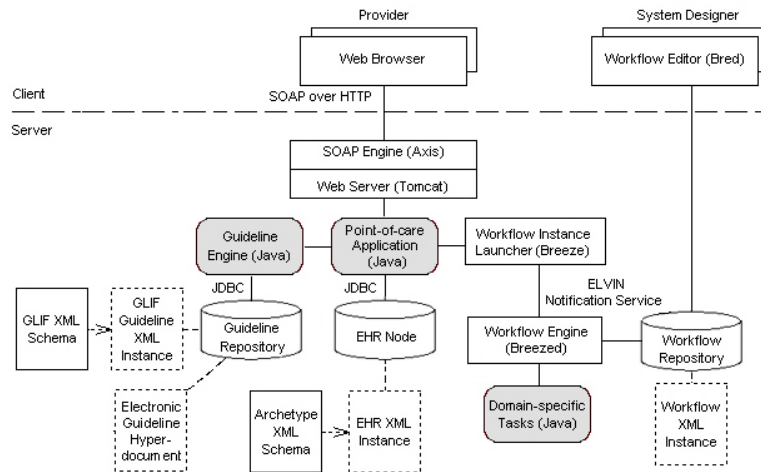 Provider
System Designer
Web Browser
Workflow Editor (Bred)
Client
SOAP over HTTP
Server
SOAP Engine (Axis)
Web Server (Tomcat)
Guideline
Engine (Java)
Point-of-care
Application
(Java)
Workflow Instance
Launcher (Breeze)
JDBC
JDBC
ELVIN
Notification Service
GLIF XML
Schema
GLIF
Guideline
XML
Instance
Guideline
Repository
EHR Node
Workflow Engine
(Breezed)
Workflow
Repository
Electronic
Guideline
Hyper-
document
Archetype
XML
Schema
EHR XML
Instance
Domain-specific
Tasks (Java)
Workflow
XML
Instance